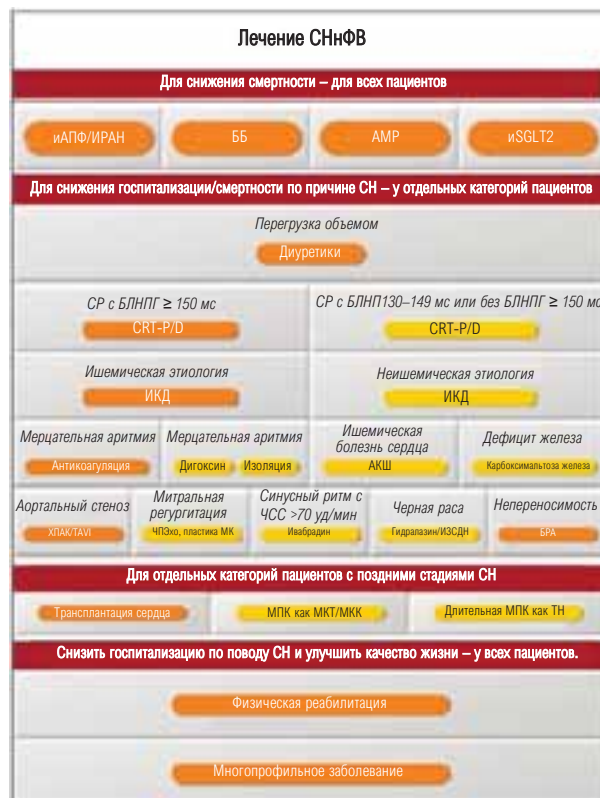 Лечение СНнФВ
Для снижения смертности – для всех пациентов
иАПФ/ИРАН
ББ
АМР
иSGLT2
Для снижения госпитализации/смертности по причине СН – у отдельных категорий пациентов
Перегрузка объемом
Диуретики
СР с БЛНПГ ≥ 150 мс
СР с БЛНП130–149 мс или без БЛНПГ ≥ 150 мс
CRT-P/D
CRT-P/D
Ишемическая этиология
Неишемическая этиология
ИКД
ИКД
Мерцательная аритмия
Антикоагуляция
Мерцательная аритмия
Дигоксин
Изоляция
Ишемическая
болезнь сердца
АКШ
Дефицит железа
Карбоксимальтоза железа
Аортальный стеноз
ХПАК/TAVI
Митральная
регургитация
ЧПЭхо, пластика МК
Синусный ритм с
ЧСС >70 уд/мин
Ивабрадин
Черная раса
Гидралазин/ИЗСДН
Непереносимость
БРА
Для отдельных категорий пациентов с поздними стадиями СН
Трансплантация сердца
МПК как МКТ/МКК
Длительная МПК как ТН
Снизить госпитализацию по поводу СН и улучшить качество жизни – у всех пациентов.
Физическая реабилитация
Многопрофильное заболевание